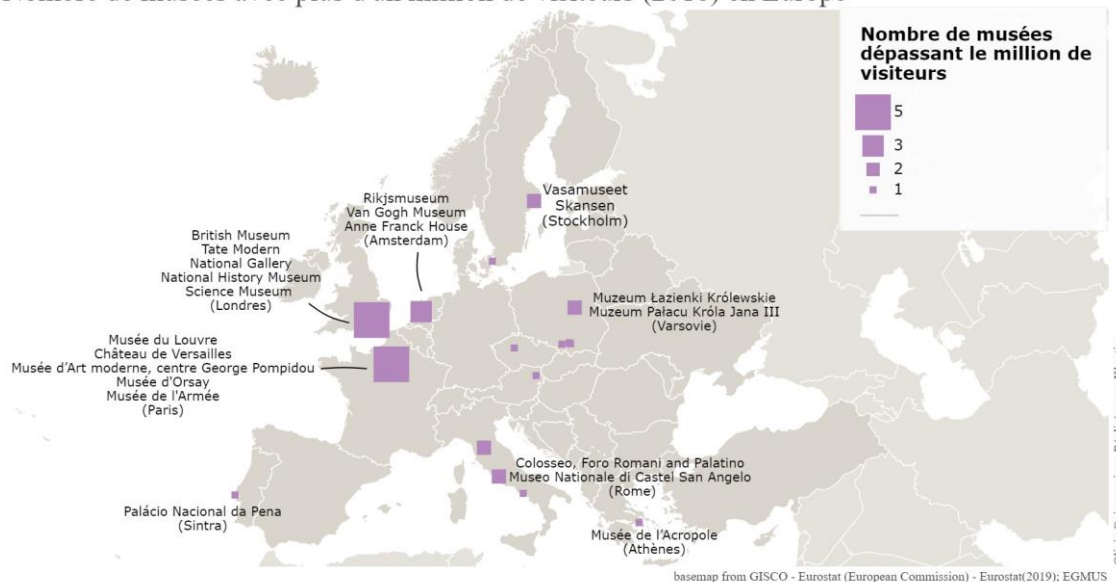 Nombre de musées
dépassant le million de
visiteurs
5
3
2
1
Vasamuseet
Skansen
(Stockholm)
Rikjsmuseum
Van Gogh Museum
Anne Franck House
(Amsterdam)
British Museum
Tate Modern
National Gallery
National History Museum
Science Museum
(Londres)
Muzeum Łazienki Królewskie
Muzeum Pałacu Króla Jana III
(Varsovie)
Musée du Louvre
Château de Versailles
Musée d'Art moderne, centre George Pompidou
Musée d'Orsay
Musée de l'Armée
(Paris)
Colosseo, Foro Romani and Palatino
Museo Nationale di Castel San Angelo
(Rome)
Palácio Nacional da Pena
(Sintra)
Musée de l'Acropole
(Athènes)
basemap from GISCO - Eurostat (European Commission) - Eurostat(2019); EGMUS